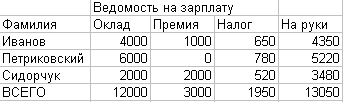 Ведомость на зарплату
Фамилия Оклад Премия Налог На руки
Иванов 4000 1000 650 4350
Петриковский 6000 0 780 5220
Сидорчук 2000 2000 520 3480
ВСЕГО 12000 3000 1950 13050